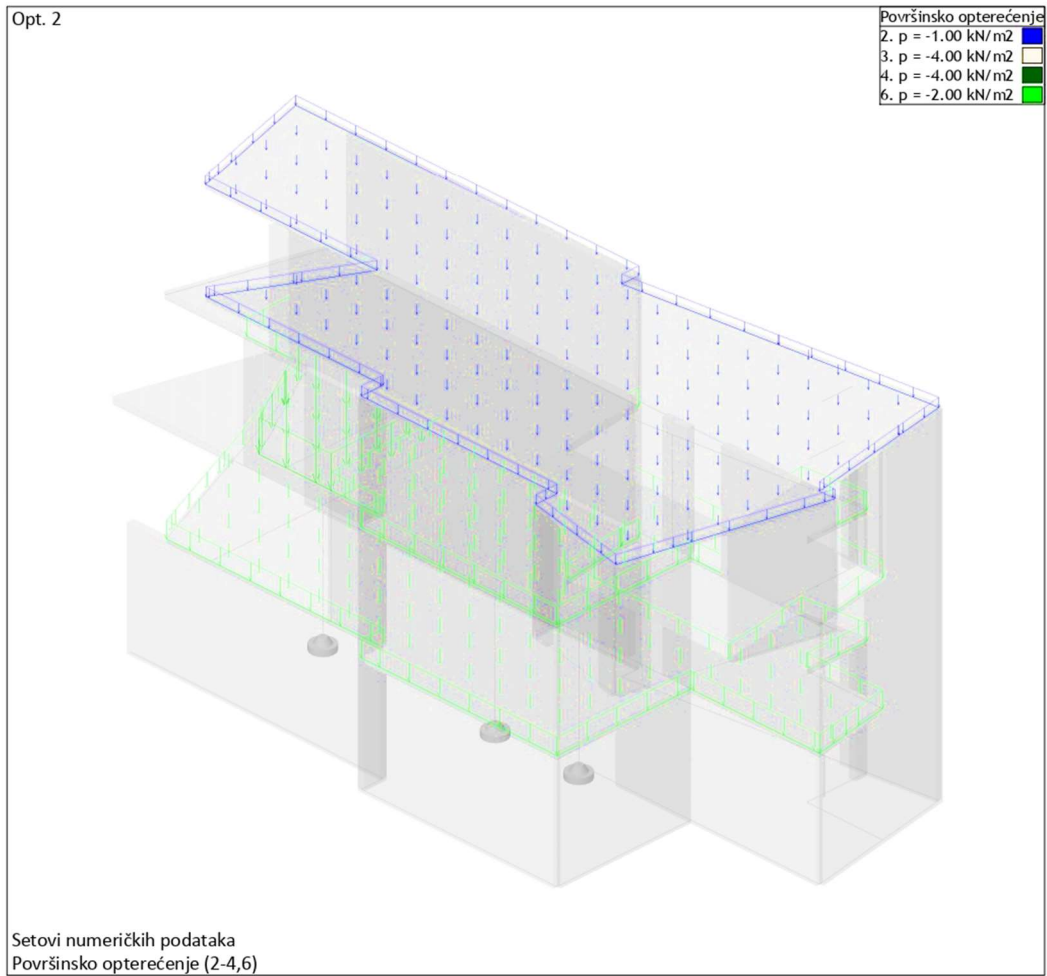 Opt. 2
Površinsko opterećenje
2. p = -1.00 kN/m2
3. p = -4.00 kN/m2
4. p = -4.00 kN/m2
6. p = -2.00 kN/m2
Setovi numeričkih podataka
Površinsko opterećenje (2-4,6)